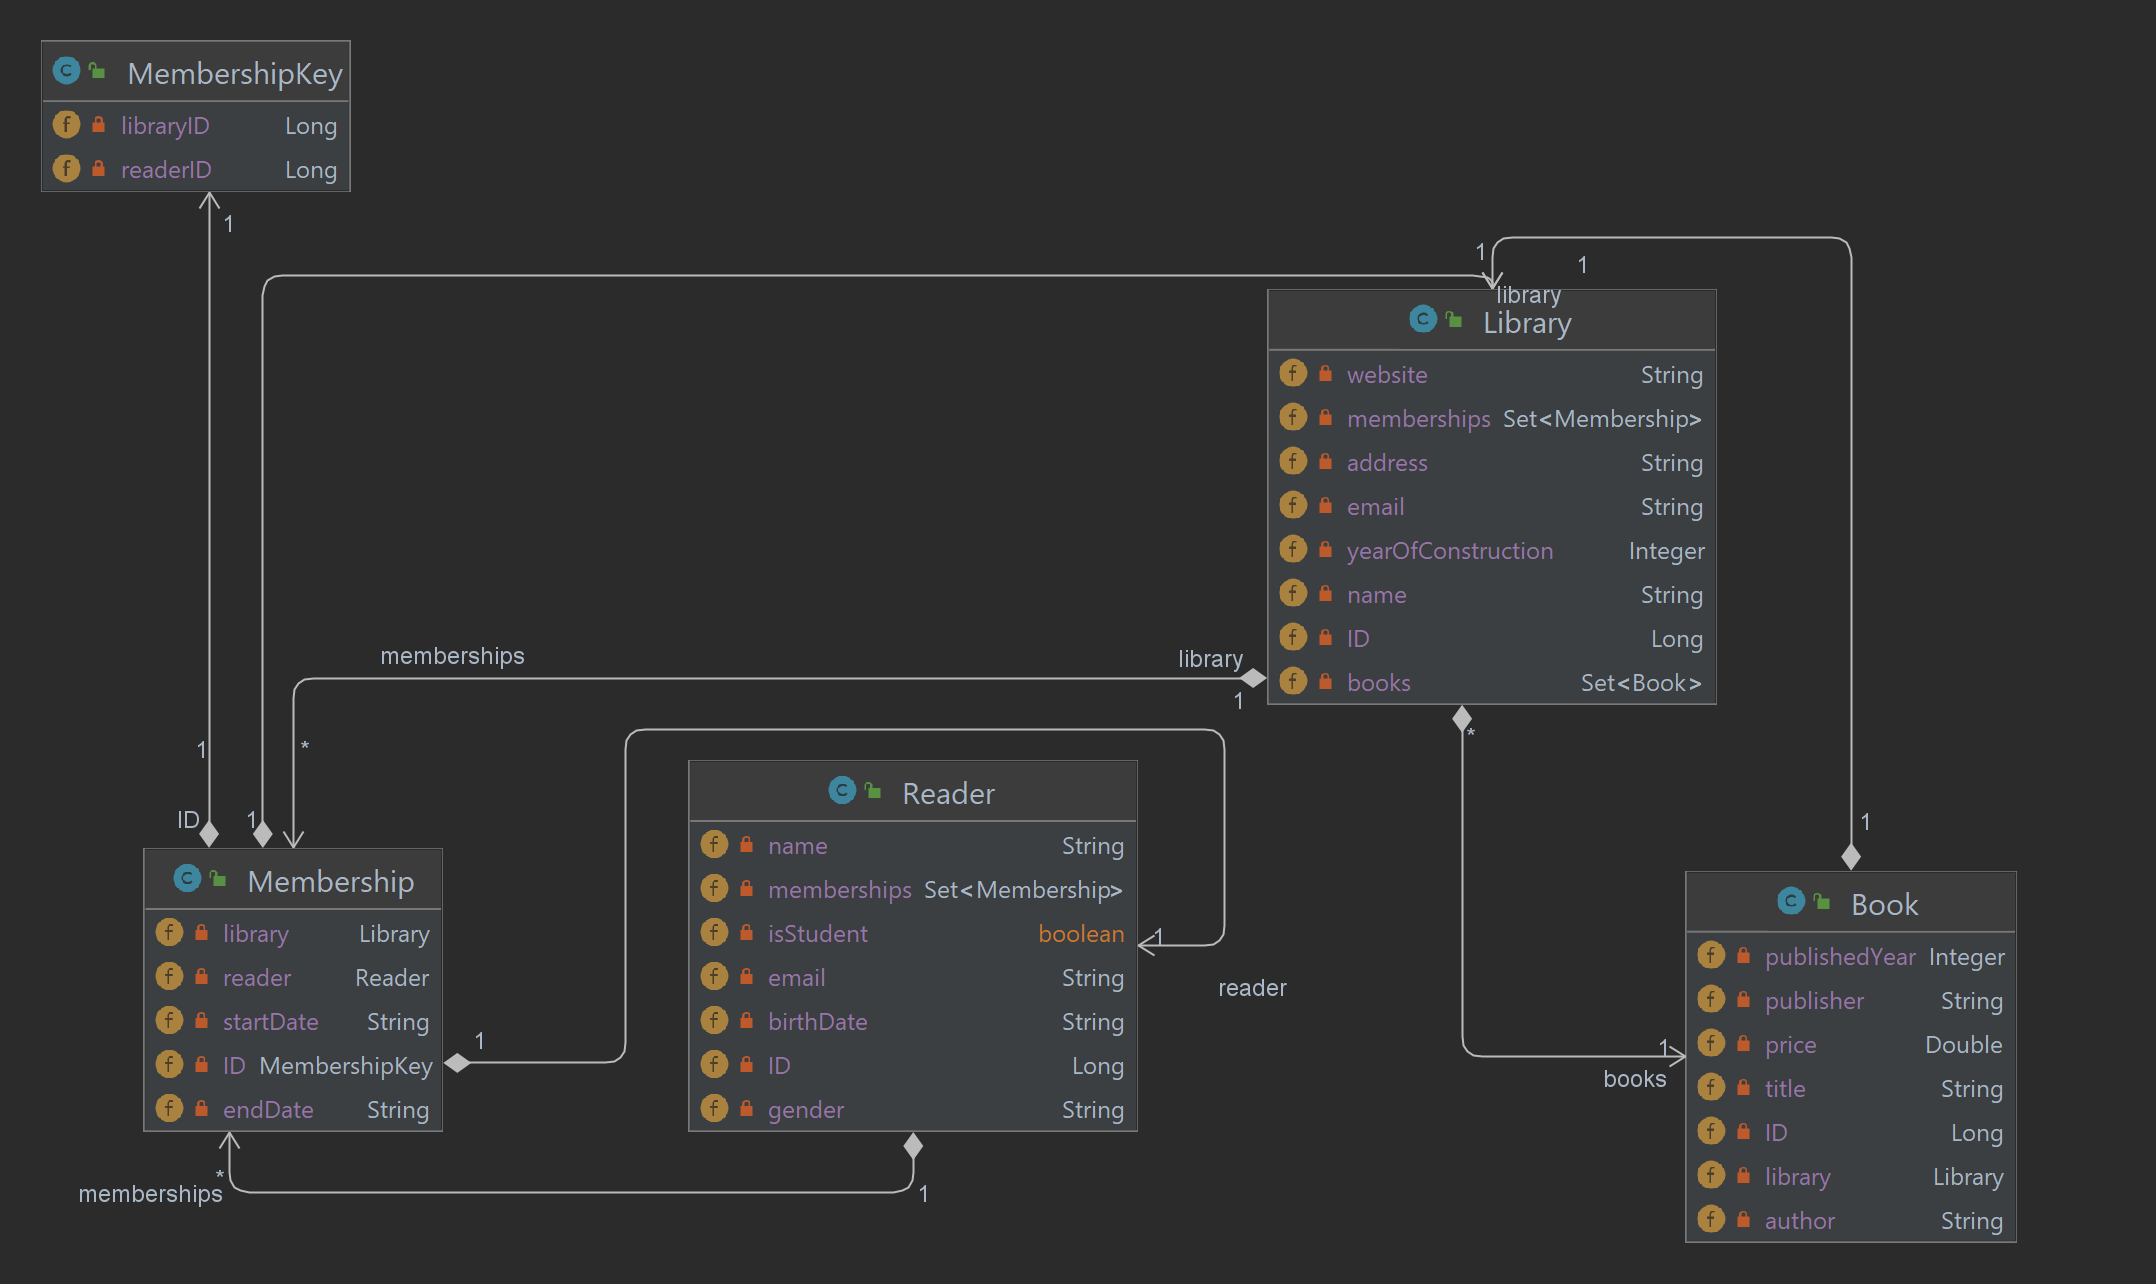 MembershipKey
libraryID Long
readerID Long
1
1
1
library
Library
website String
memberships Set<Membership>
address String
email String
yearOfConstruction Integer
name String
ID Long
books Set<Book>
memberships
library
1
*
1
*
ID
1
Membership
library Library
reader Reader
startDate String
ID MembershipKey
endDate String
1
Reader
name String
memberships Set<Membership>
isStudent boolean
email String
birthDate String
ID Long
gender String
1
reader
*
memberships
1
1
Book
publishedYear Integer
publisher String
price Double
title String
ID Long
library Library
author String
1
books